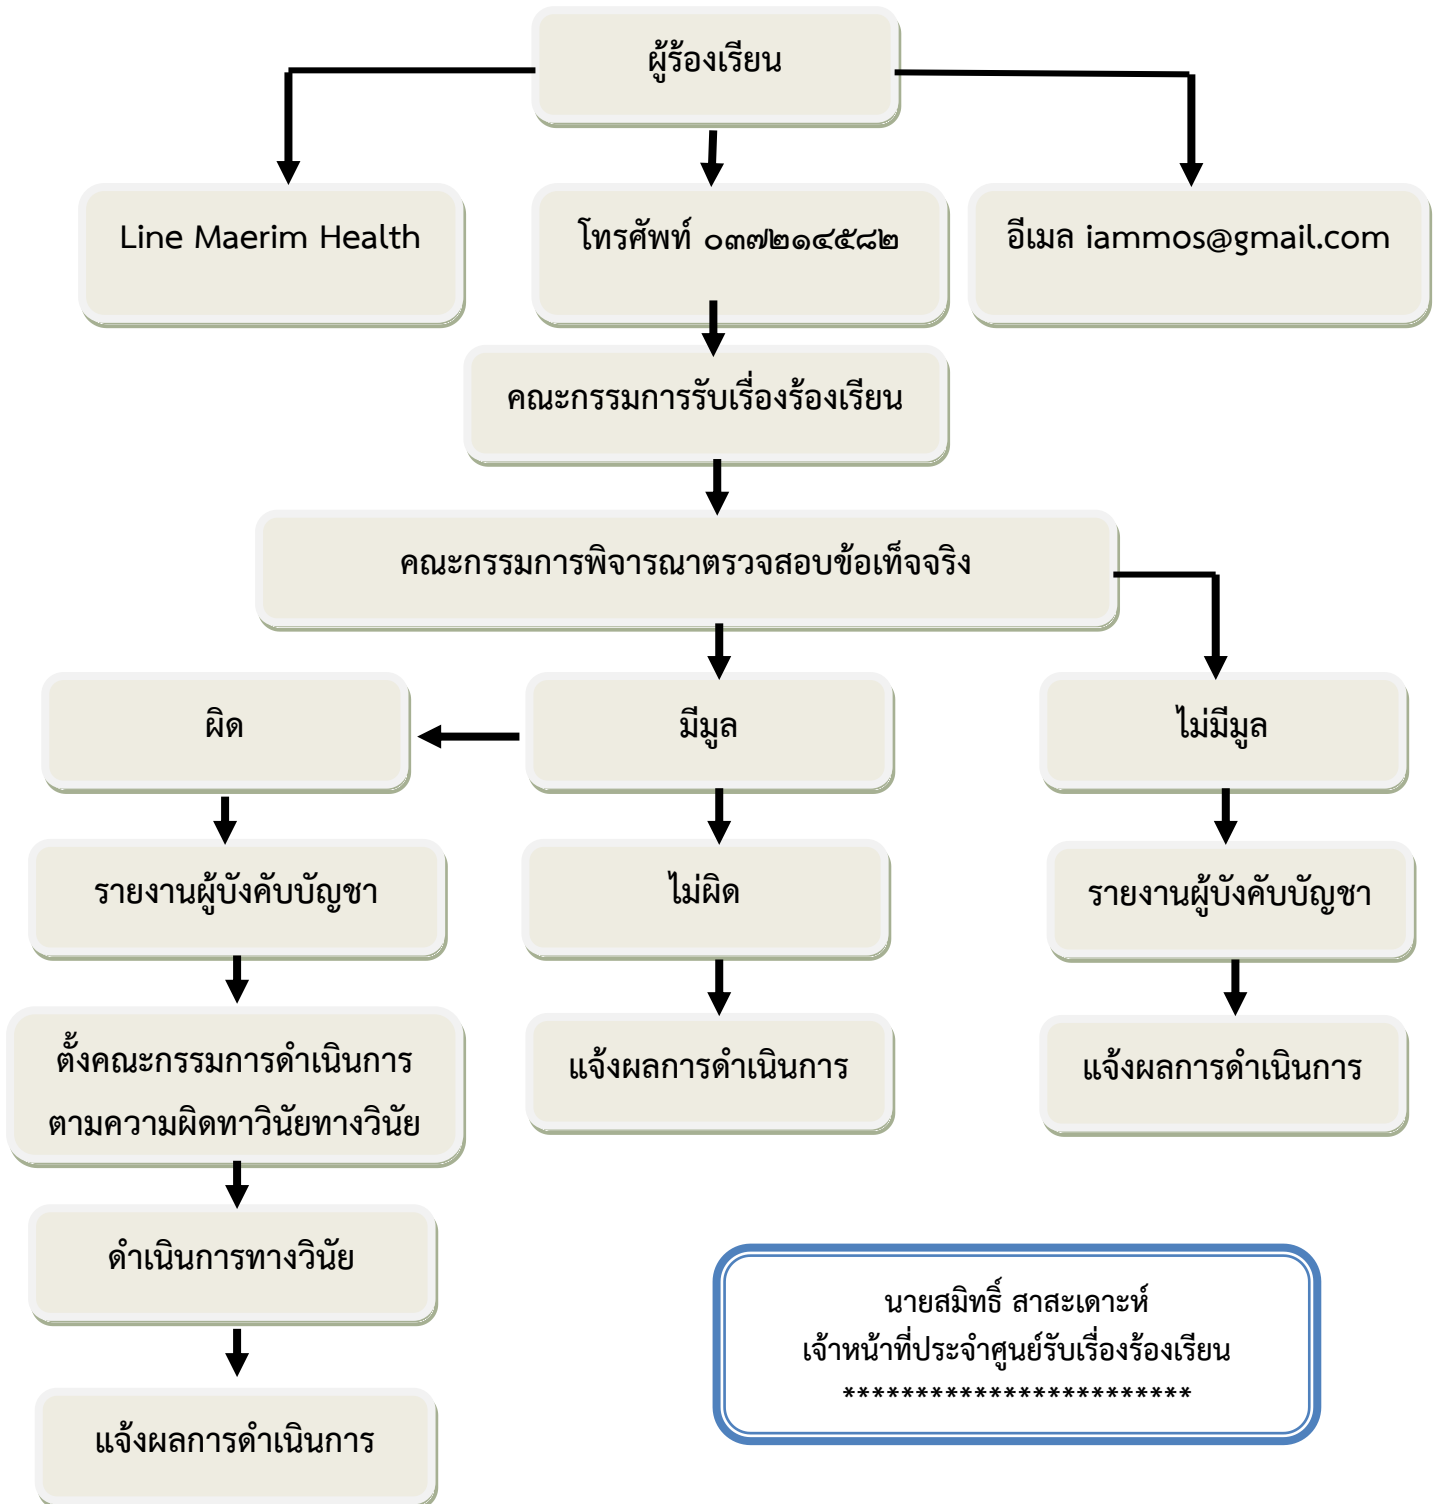 ผู้ร้องเรียน
Line Maerim Health
โทรศัพท์ ๐๓๗๒๑๔๕๘๒
อีเมล iammos@gmail.com
คณะกรรมการรับเรื่องร้องเรียน
คณะกรรมการพิจารณาตรวจสอบข้อเท็จจริง
ผิด
มีมูล
ไม่มีมูล
รายงานผู้บังคับบัญชา
ไม่ผิด
รายงานผู้บังคับบัญชา
ตั้งคณะกรรมการดำเนินการ
ตามความผิดทาวินัยทางวินัย
แจ้งผลการดำเนินการ
แจ้งผลการดำเนินการ
ดำเนินการทางวินัย
แจ้งผลการดำเนินการ
นายสมิทธิ์ สาสะเดาะห์
เจ้าหน้าที่ประจำศูนย์รับเรื่องร้องเรียน
************************